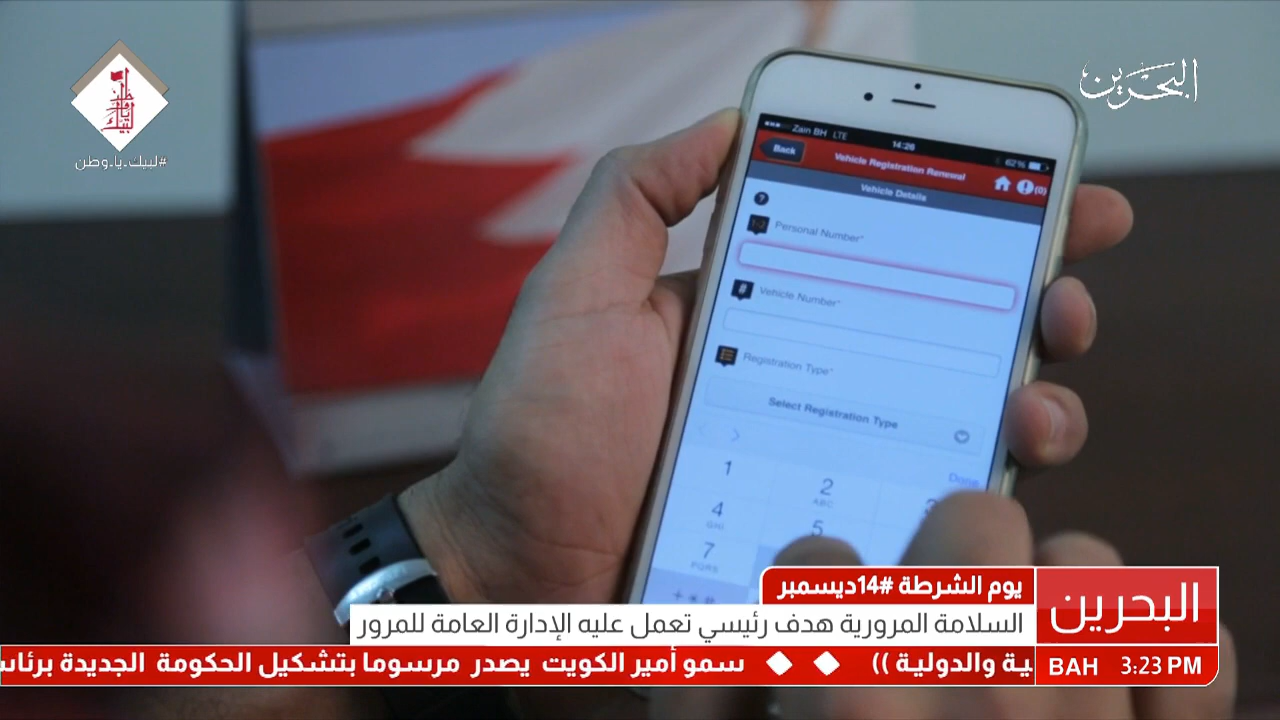 البحرين
لبيك يا وطن
#لبيك_يا_وطن
Zain BH LTE
14:26
62%
Back
Vehicle Registration Renewal
(0)
Vehicle Details
?
Personal Number*
#
Vehicle Number*
Registration Type*
Select Registration Type
Done
1
2
ABC
3
4
GHI
5
7
PQRS
+*#
يوم الشرطة #14ديسمبر
البحرين
السلامة المرورية هدف رئيسي تعمل عليه الإدارة العامة للمرور
BAH 3:23 PM
ية والدولية )) سمو أمير الكويت يصدر مرسوما بتشكيل الحكومة الجديدة برئاس